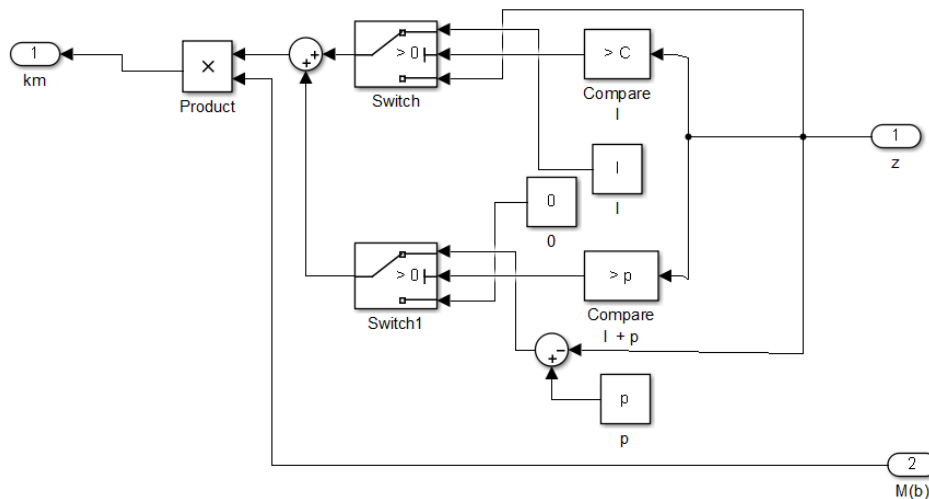 1
km
×
Product
+
+
> 0
Switch
> C
Compare
l
l
l
0
0
1
z
> 0
Switch1
> p
Compare
l + p
−
+
p
p
2
M(b)